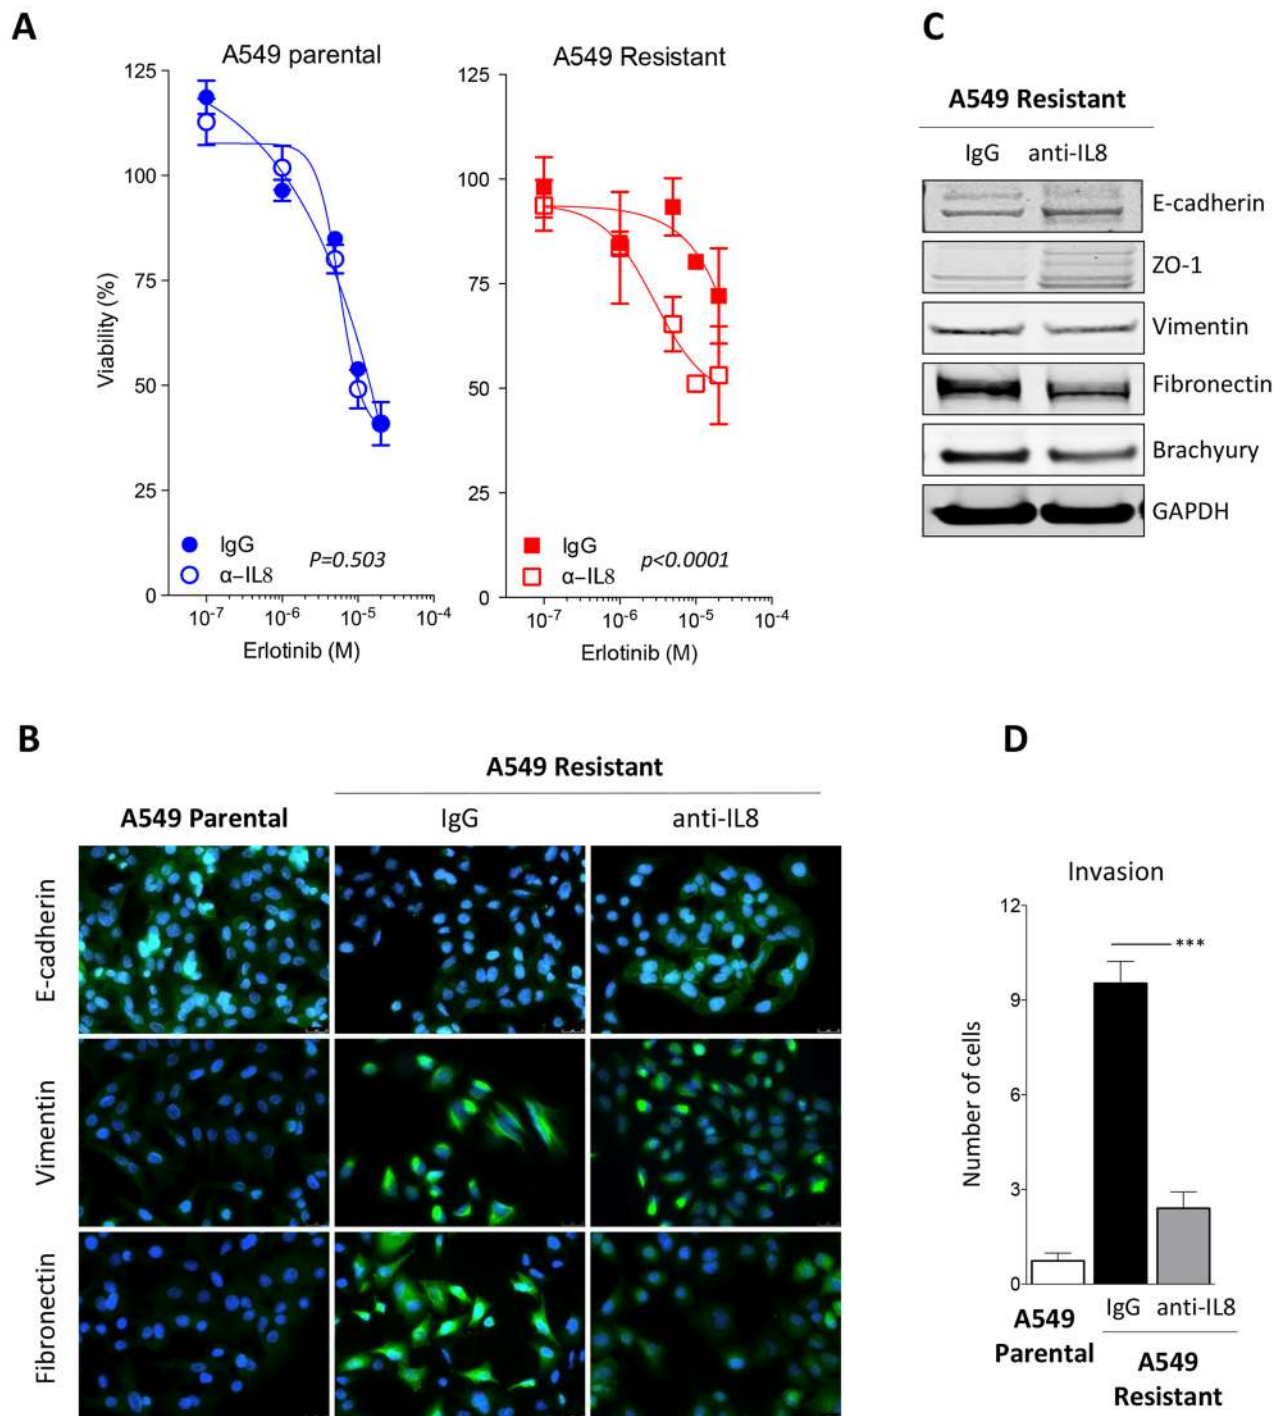 A
A549 parental
125
100
75
50
25
0
Viability (%)
IgG
α–IL8
P=0.503
10-7
10-6
10-5
10-4
Erlotinib (M)
A549 Resistant
125
100
75
50
25
0
IgG
α–IL8
p<0.0001
10-7
10-6
10-5
10-4
Erlotinib (M)
C
A549 Resistant
IgG anti-IL8
E-cadherin
ZO-1
Vimentin
Fibronectin
Brachyury
GAPDH
B
A549 Resistant
A549 Parental IgG anti-IL8
E-cadherin
Vimentin
Fibronectin
D
Invasion
12
9
6
3
0
Number of cells
***
IgG anti-IL8
A549
Parental
A549
Resistant